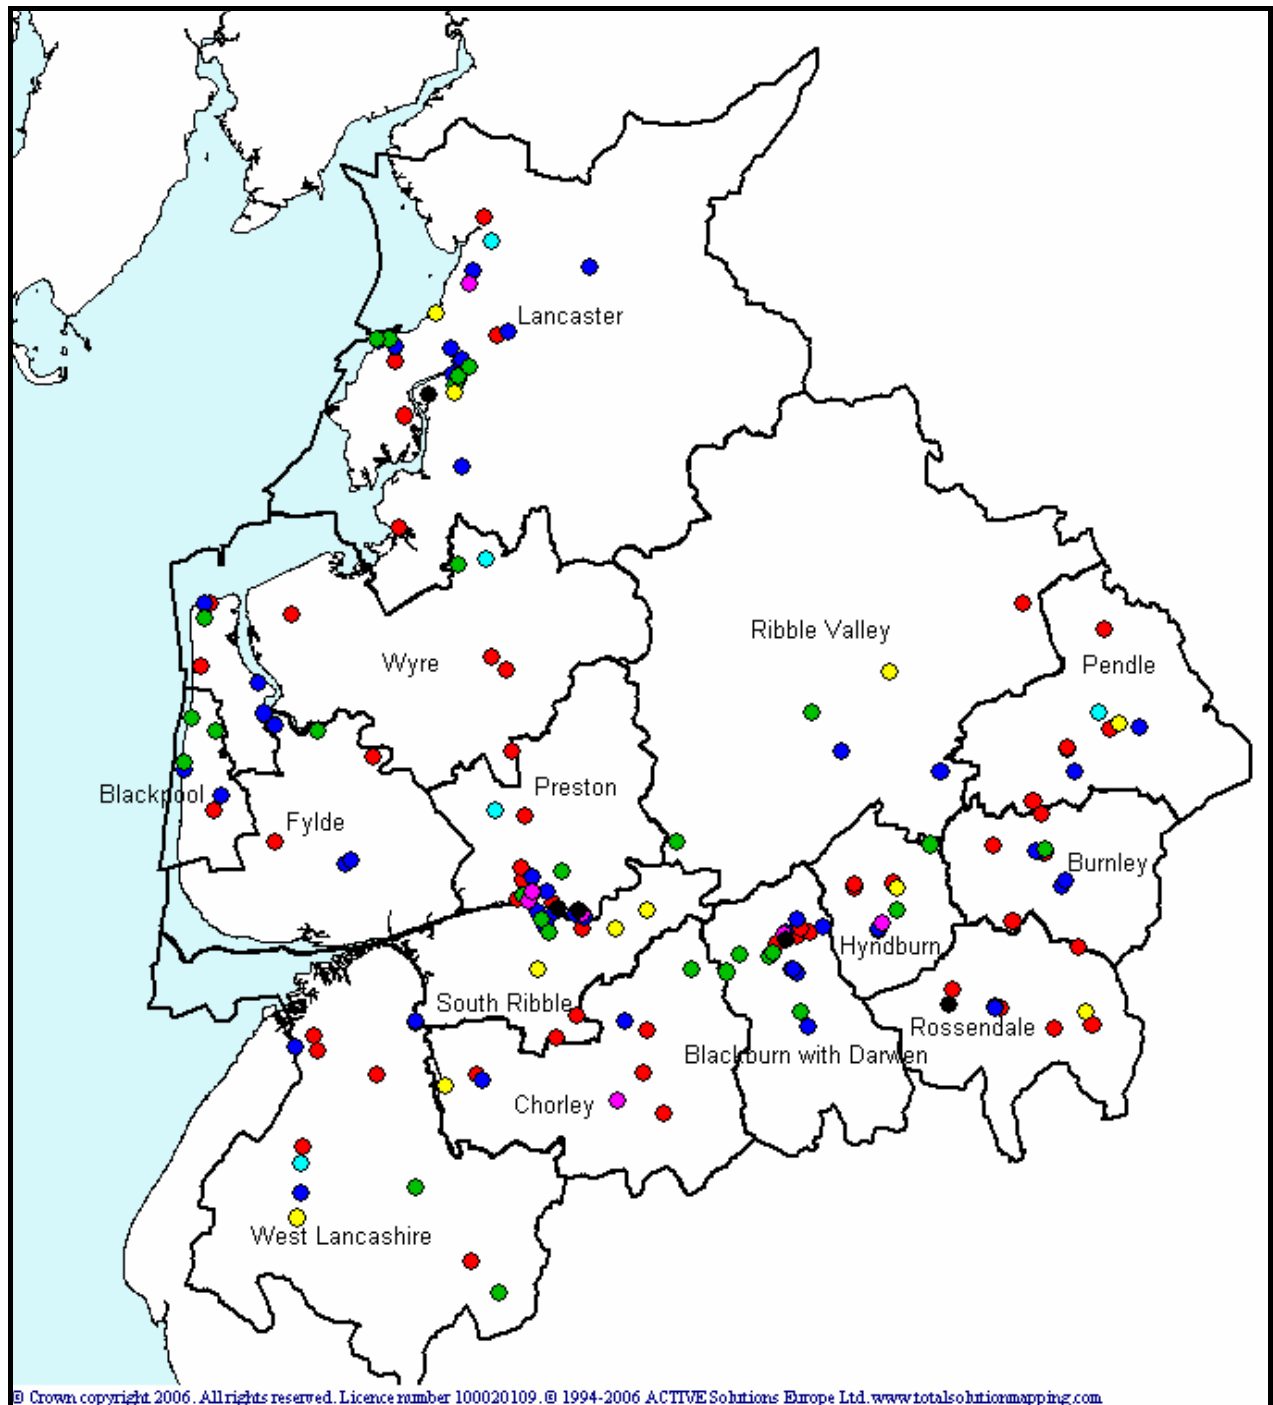 Lancaster
Ribble Valley
Wyre
Pendle
Preston
Blackpool
Fylde
Burnley
Hyndburn
South Ribble
Rossendale
Blackburn with Darwen
Chorley
West Lancashire
© Crown copyright 2006. All rights reserved. Licence number 100020109. © 1994-2006 ACTIVE Solutions Europe Ltd. www.totalsolutionmapping.com